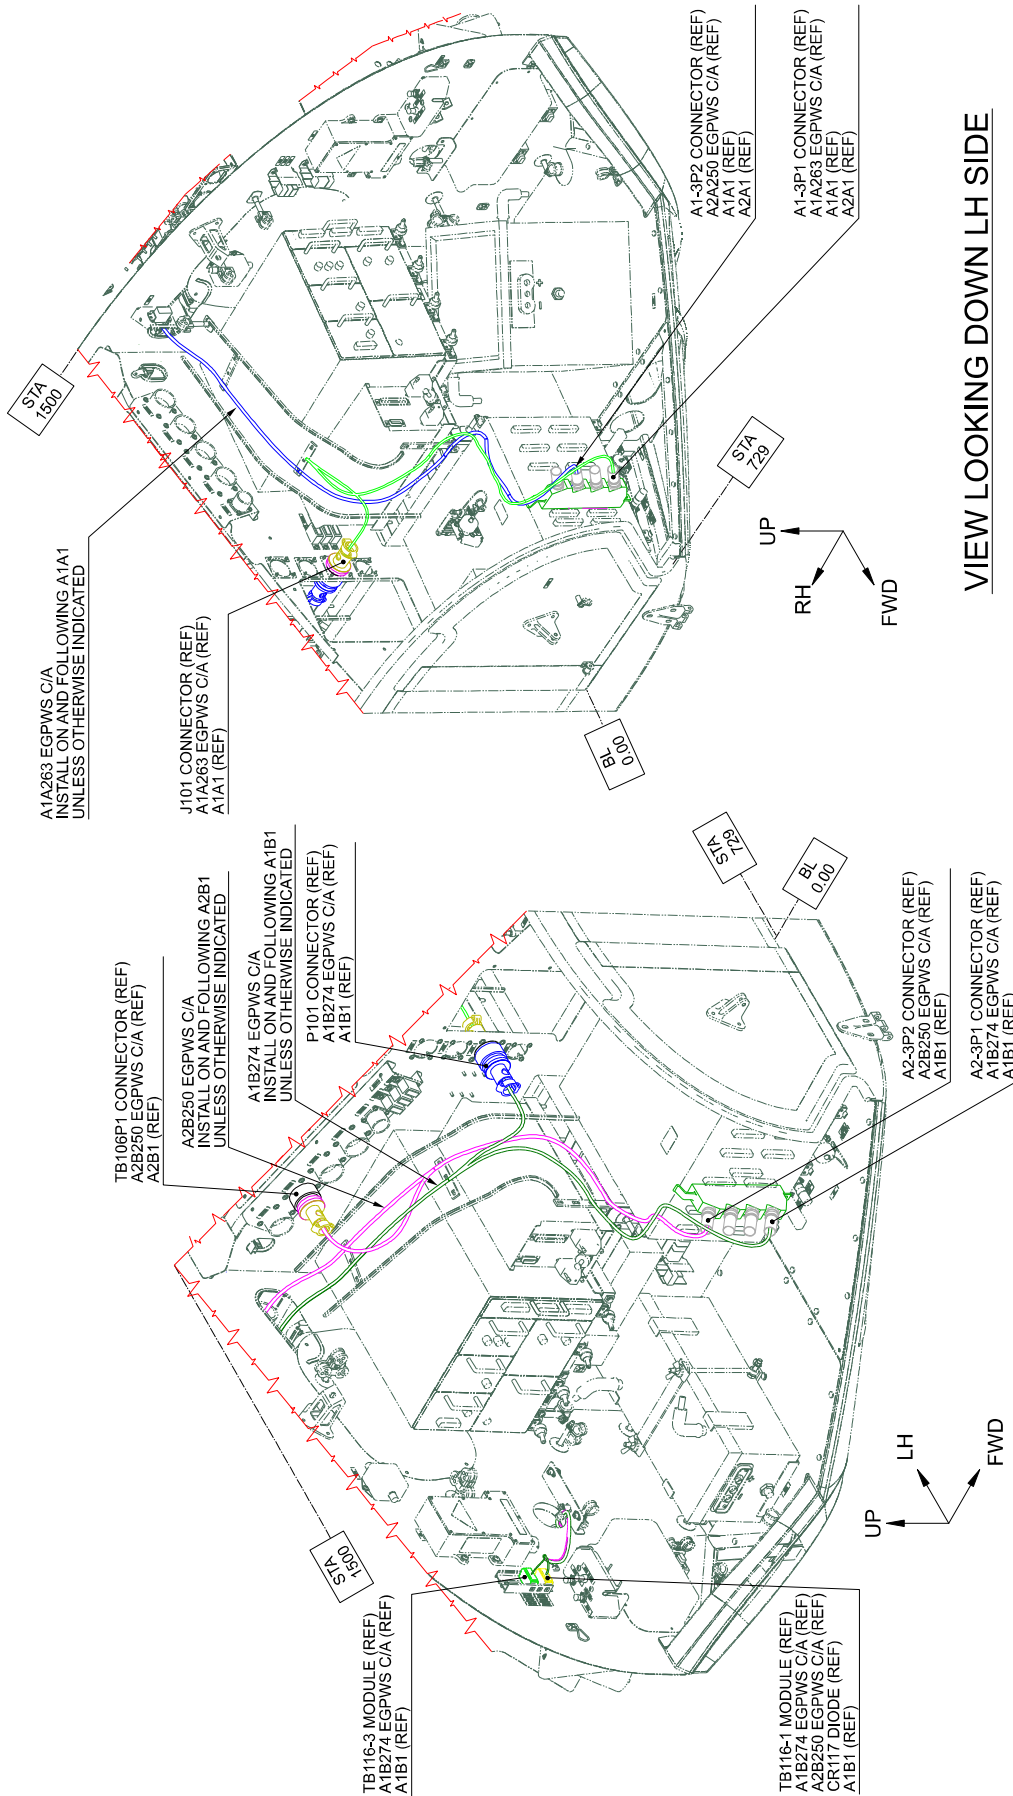 TB106P1 CONNECTOR (REF)
A2B250 EGPWS C/A (REF)
A2B1 (REF)
A2B250 EGPWS C/A
INSTALL ON AND FOLLOWING A2B1
UNLESS OTHERWISE INDICATED
A1B274 EGPWS C/A
INSTALL ON AND FOLLOWING A1B1
UNLESS OTHERWISE INDICATED
P101 CONNECTOR (REF)
A1B274 EGPWS C/A (REF)
A1B1 (REF)
STA
1500
STA
729
BL
0.00
TB116-3 MODULE (REF)
A1B274 EGPWS C/A (REF)
A1B1 (REF)
TB116-1 MODULE (REF)
A1B274 EGPWS C/A (REF)
A2B250 EGPWS C/A (REF)
CR117 DIODE (REF)
A1B1 (REF)
A2-3P2 CONNECTOR (REF)
A2B250 EGPWS C/A (REF)
A1B1 (REF)
A2-3P1 CONNECTOR (REF)
A1B274 EGPWS C/A (REF)
A1B1 (REF)
UP
LH
FWD
A1A263 EGPWS C/A
INSTALL ON AND FOLLOWING A1A1
UNLESS OTHERWISE INDICATED
J101 CONNECTOR (REF)
A1A263 EGPWS C/A (REF)
A1A1 (REF)
STA
1500
BL
0.00
STA
729
A1-3P2 CONNECTOR (REF)
A2A250 EGPWS C/A (REF)
A1A1 (REF)
A2A1 (REF)
A1-3P1 CONNECTOR (REF)
A1A263 EGPWS C/A (REF)
A1A1 (REF)
A2A1 (REF)
UP
RH
FWD
VIEW LOOKING DOWN LH SIDE